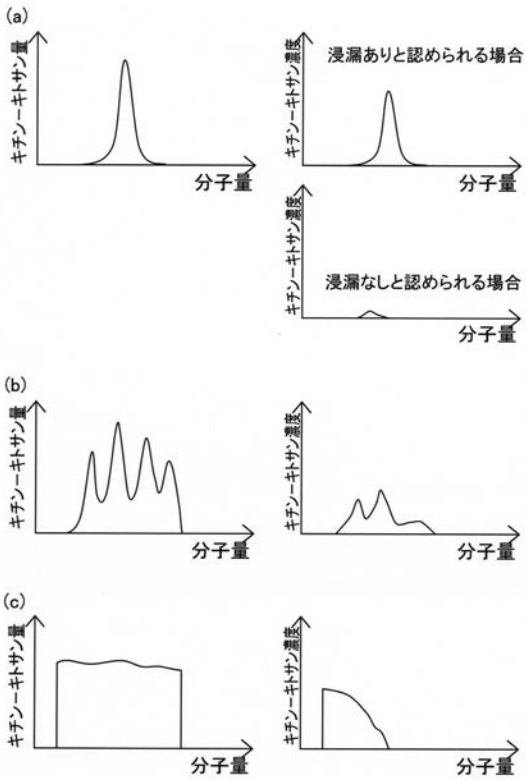 (a)
キチン－キトサン量
分子量
キチン－キトサン濃度
浸漏ありと認められる場合
分子量
キチン－キトサン濃度
浸漏なしと認められる場合
分子量
(b)
キチン－キトサン量
分子量
キチン－キトサン濃度
分子量
(c)
キチン－キトサン量
分子量
キチン－キトサン濃度
分子量